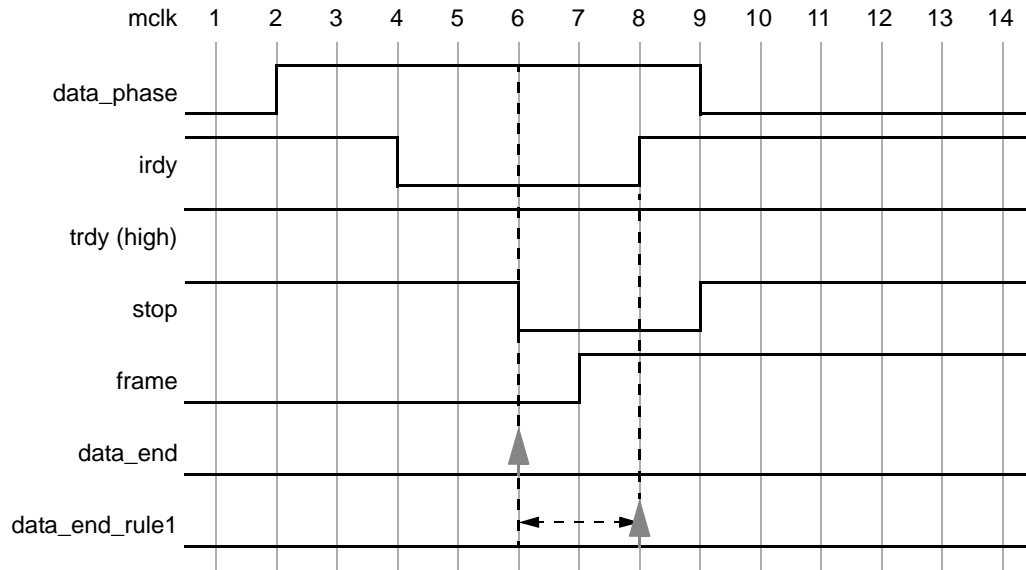 mclk 1 2 3 4 5 6 7 8 9 10 11 12 13 14
data_phase
irdy
trdy (high)
stop
frame
data_end
data_end_rule1